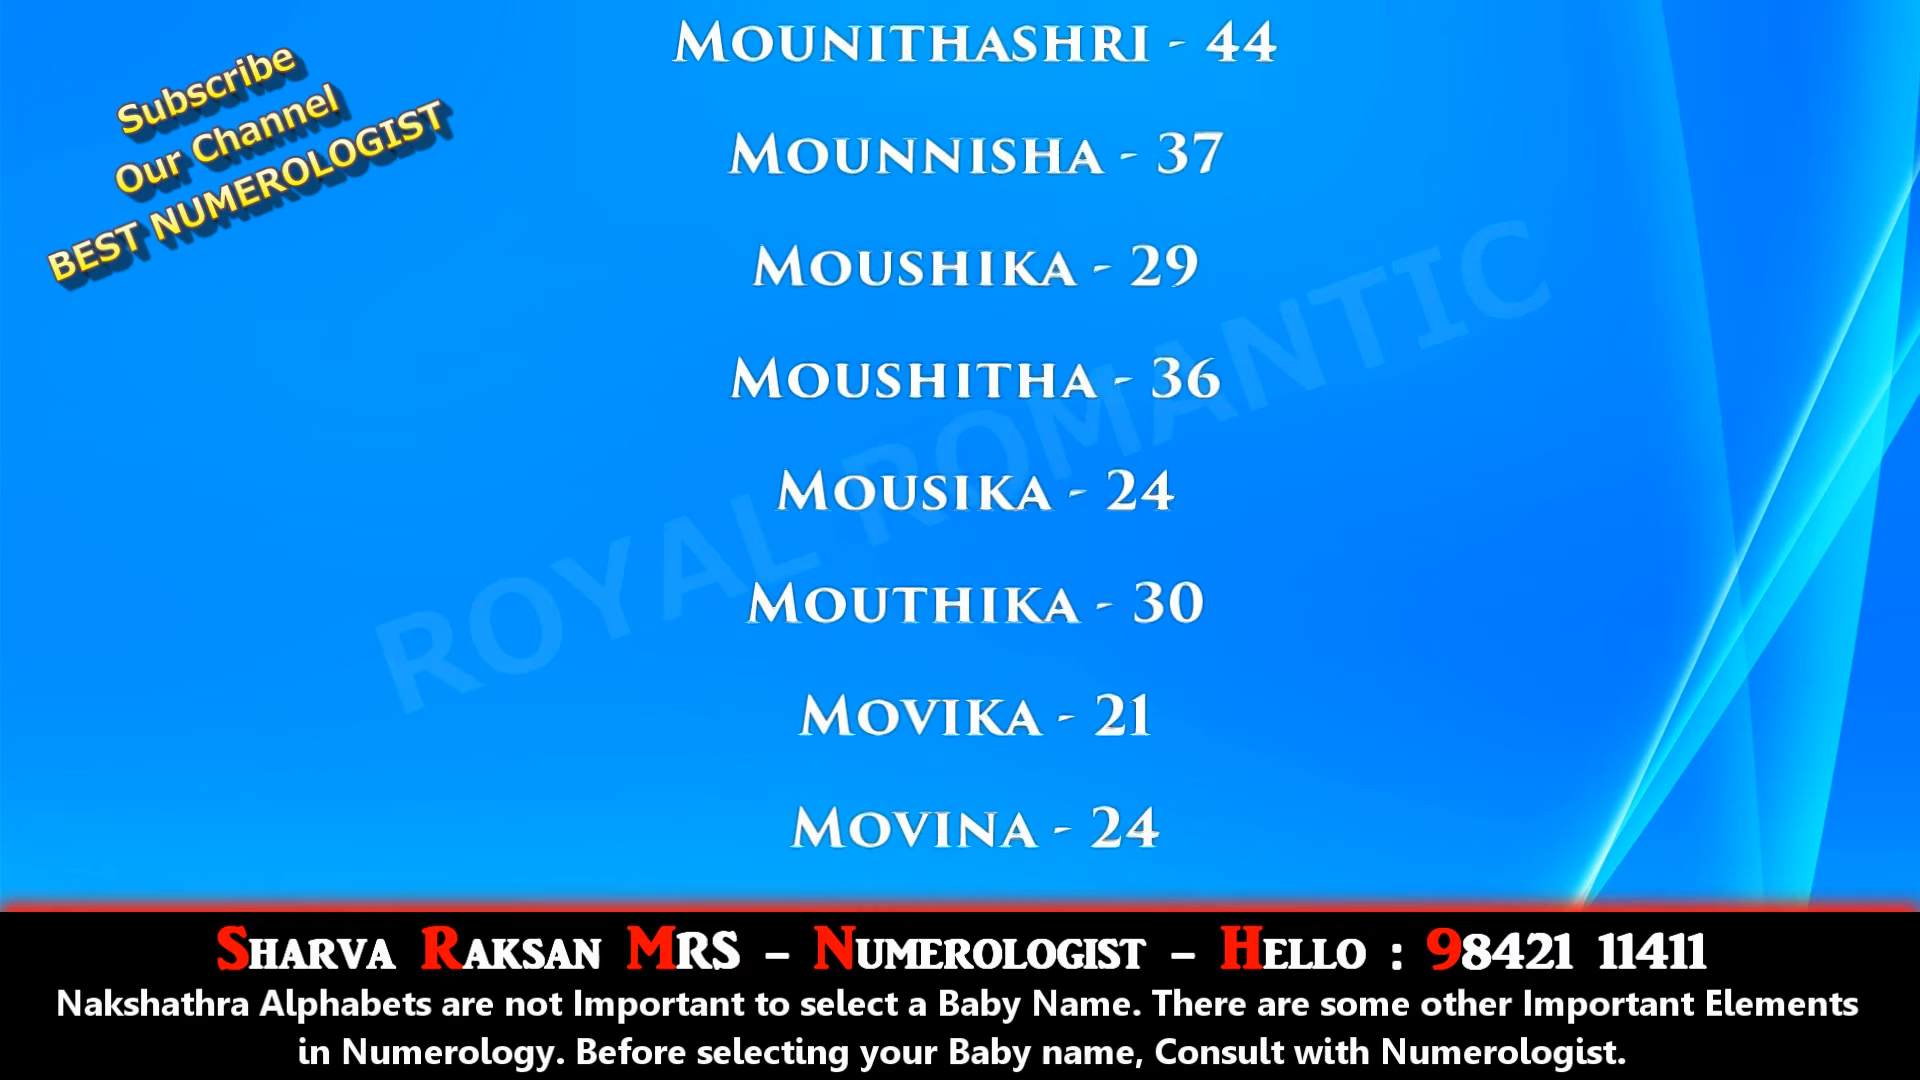 Subscribe
Our Channel
BEST NUMEROLOGIST
MOUNITHASHRI - 44
MOUNNISHA - 37
MOUSHIKA - 29
MOUSHITHA - 36
MOUSIKA - 24
MOUTHIKA - 30
MOVIKA - 21
MOVINA - 24
ROYAL ROMANTIC
SHARVA RAKSAN MRS – NUMEROLOGIST – HELLO : 98421 11411
Nakshathra Alphabets are not Important to select a Baby Name. There are some other Important Elements
in Numerology. Before selecting your Baby name, Consult with Numerologist.